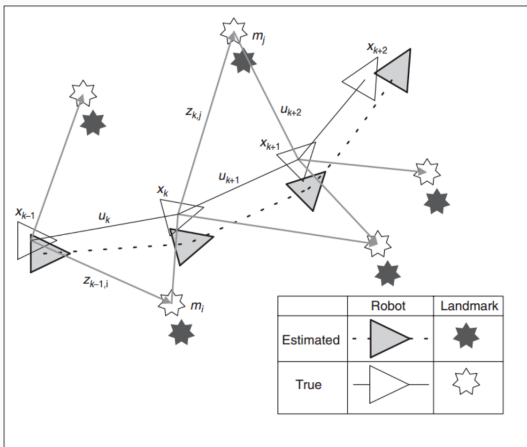 m_j
x_{k+2}
z_{k,j}
u_{k+2}
x_{k+1}
x_k
u_{k+1}
x_{k-1}
u_k
z_{k-1,i}
m_i
Robot Landmark
Estimated
True